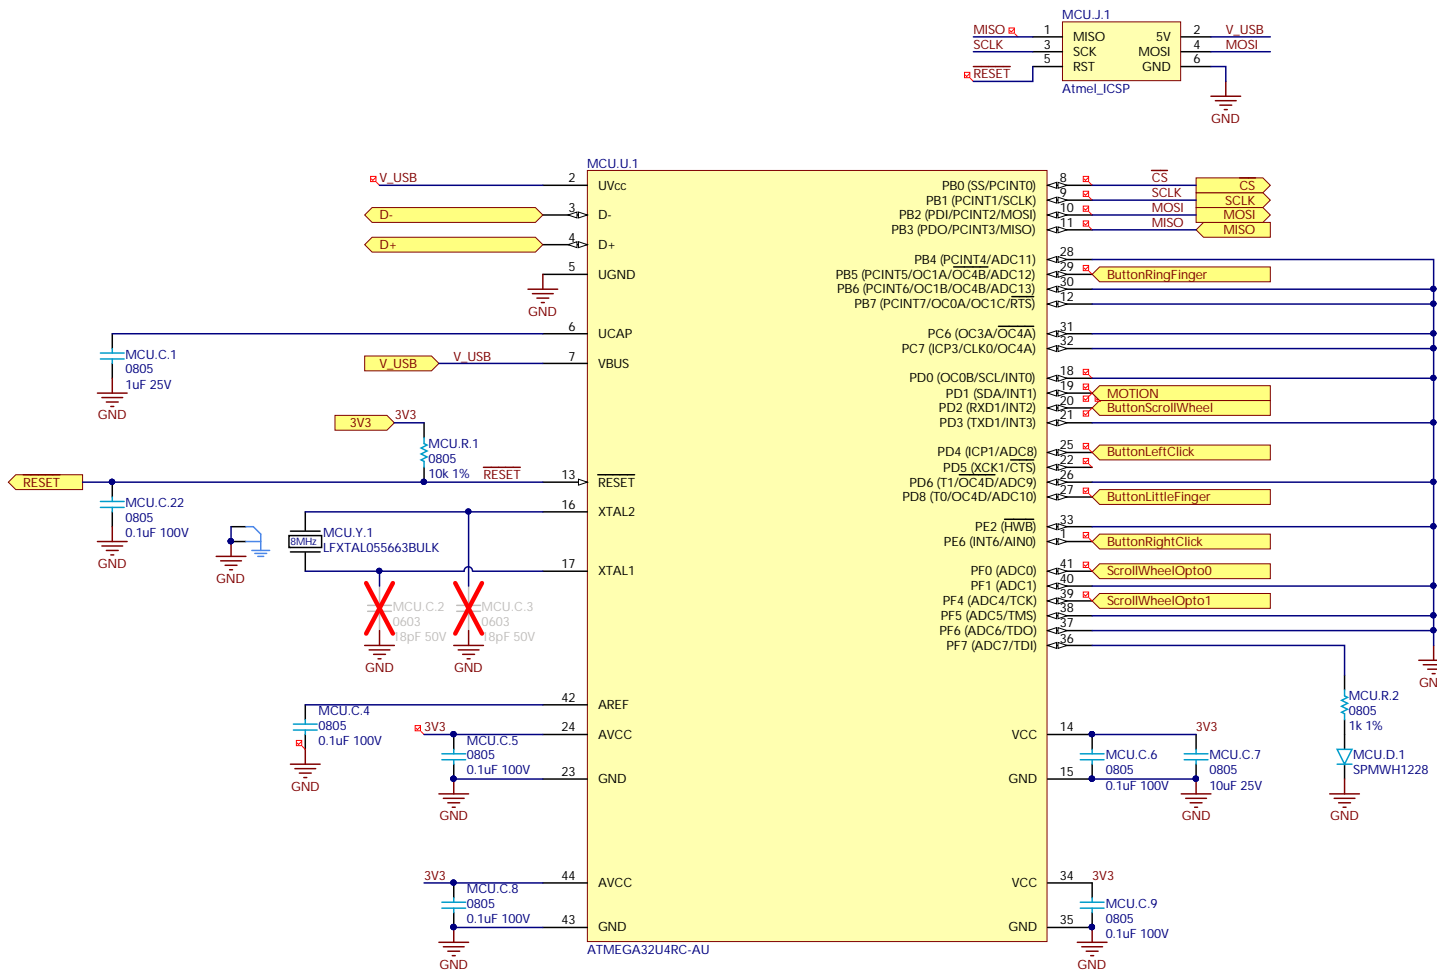 MCU.J.1
MISO 1 MISO 5V 2 V_USB
SCLK 3 SCK MOSI 4 MOSI
RESET 5 RST GND 6
Atmel_ICSP
GND
MCU.U.1
V_USB 2 UVcc
D- 3 D-
D+ 4 D+
5 UGND
GND
6 UCAP
MCU.C.1
0805
1uF 25V
GND
V_USB V_USB 7 VBUS
3V3 3V3
MCU.R.1
0805
10k 1%
RESET RESET 13 RESET
MCU.C.22
0805
0.1uF 100V
GND
GND
16 XTAL2
8MHz
MCU.Y.1
LFXTAL055663BULK
17 XTAL1
MCU.C.2
0603
18pF 50V
GND
MCU.C.3
0603
18pF 50V
GND
42 AREF
MCU.C.4
0805
0.1uF 100V
GND
3V3 24 AVCC
MCU.C.5
0805
0.1uF 100V
23 GND
GND
3V3 44 AVCC
MCU.C.8
0805
0.1uF 100V
43 GND
GND
PB0 (SS/PCINT0) 8 CS CS
PB1 (PCINT1/SCLK) 9 SCLK SCLK
PB2 (PDI/PCINT2/MOSI) 10 MOSI MOSI
PB3 (PDO/PCINT3/MISO) 11 MISO MISO
PB4 (PCINT4/ADC11) 28
PB5 (PCINT5/OC1A/OC4B/ADC12) 29 ButtonRingFinger
PB6 (PCINT6/OC1B/OC4B/ADC13) 30
PB7 (PCINT7/OC0A/OC1C/RTS) 12
PC6 (OC3A/OC4A) 31
PC7 (ICP3/CLK0/OC4A) 32
PD0 (OC0B/SCL/INT0) 18
PD1 (SDA/INT1) 19 MOTION
PD2 (RXD1/INT2) 20 ButtonScrollWheel
PD3 (TXD1/INT3) 21
PD4 (ICP1/ADC8) 25 ButtonLeftClick
PD5 (XCK1/CTS) 22
PD6 (T1/OC4D/ADC9) 26
PD8 (T0/OC4D/ADC10) 27 ButtonLittleFinger
PE2 (HWB) 33
PE6 (INT6/AIN0) 1 ButtonRightClick
PF0 (ADC0) 41 ScrollWheelOpto0
PF1 (ADC1) 40
PF4 (ADC4/TCK) 39 ScrollWheelOpto1
PF5 (ADC5/TMS) 38
PF6 (ADC6/TDO) 37
PF7 (ADC7/TDI) 36
GN
MCU.R.2
0805
1k 1%
MCU.D.1
SPMWH1228
GND
VCC 14 3V3
MCU.C.6
0805
0.1uF 100V
MCU.C.7
0805
10uF 25V
GND 15
GND
VCC 34 3V3
MCU.C.9
0805
0.1uF 100V
GND 35
GND
ATMEGA32U4RC-AU